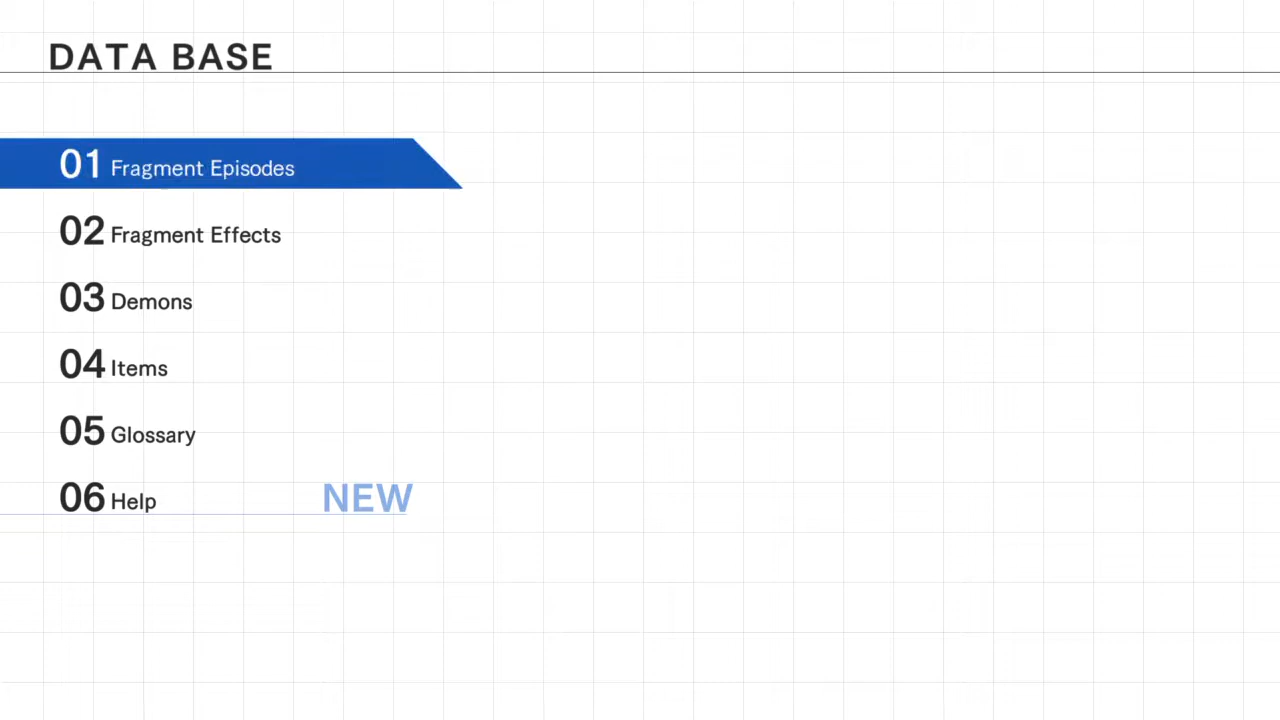 DATA BASE
01 Fragment Episodes
02 Fragment Effects
03 Demons
04 Items
05 Glossary
06 Help NEW